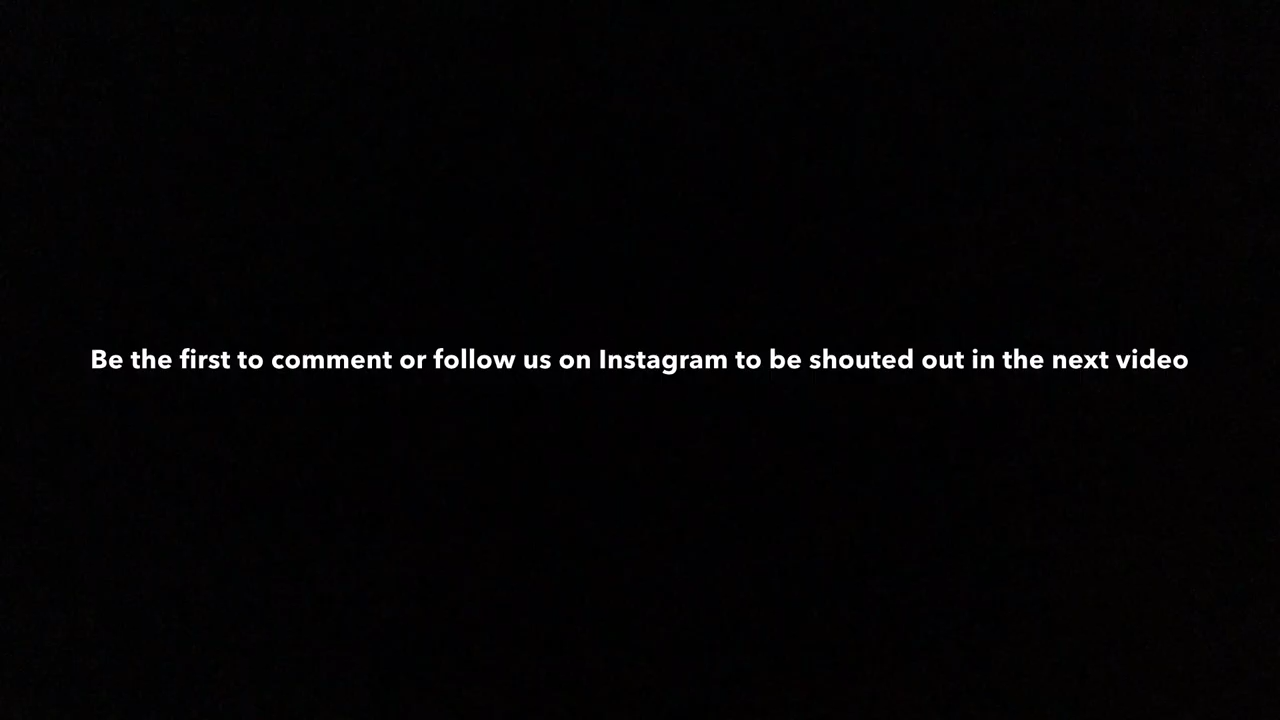 Be the first to comment or follow us on Instagram to be shouted out in the next video